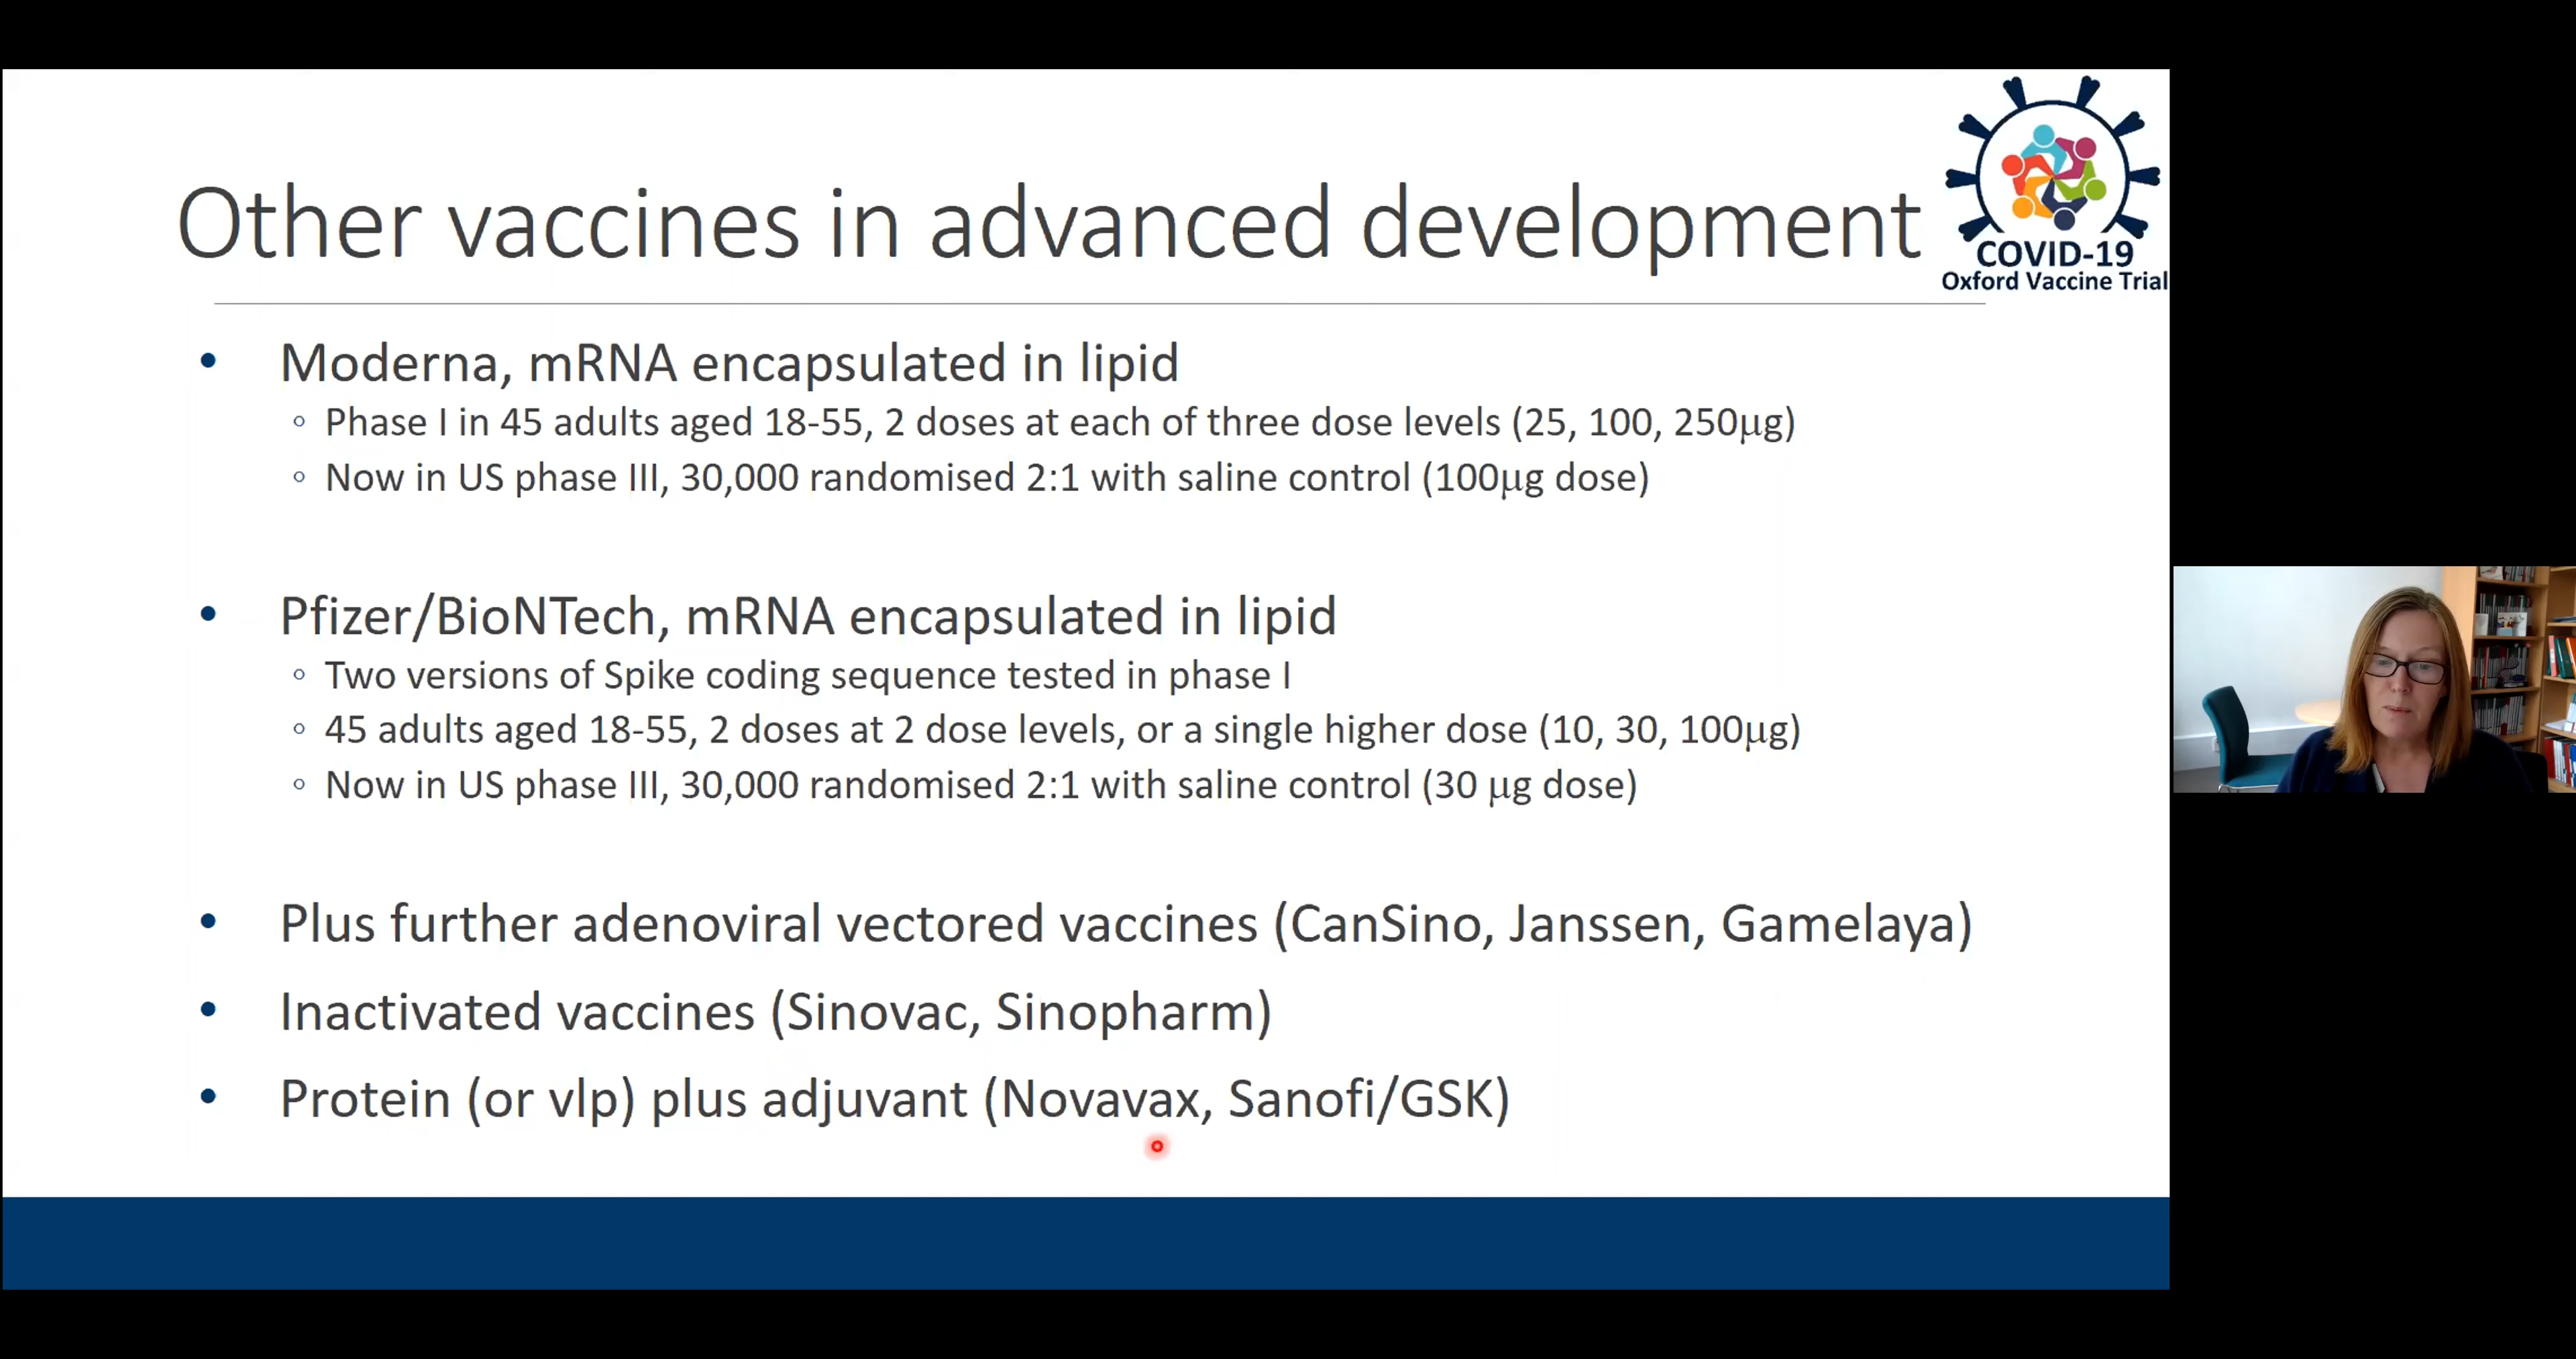 Other vaccines in advanced development
COVID-19
Oxford Vaccine Trial
• Moderna, mRNA encapsulated in lipid
◦ Phase I in 45 adults aged 18-55, 2 doses at each of three dose levels (25, 100, 250μg)
◦ Now in US phase III, 30,000 randomised 2:1 with saline control (100μg dose)
• Pfizer/BioNTech, mRNA encapsulated in lipid
◦ Two versions of Spike coding sequence tested in phase I
◦ 45 adults aged 18-55, 2 doses at 2 dose levels, or a single higher dose (10, 30, 100μg)
◦ Now in US phase III, 30,000 randomised 2:1 with saline control (30 μg dose)
• Plus further adenoviral vectored vaccines (CanSino, Janssen, Gamelaya)
• Inactivated vaccines (Sinovac, Sinopharm)
• Protein (or vlp) plus adjuvant (Novavax, Sanofi/GSK)